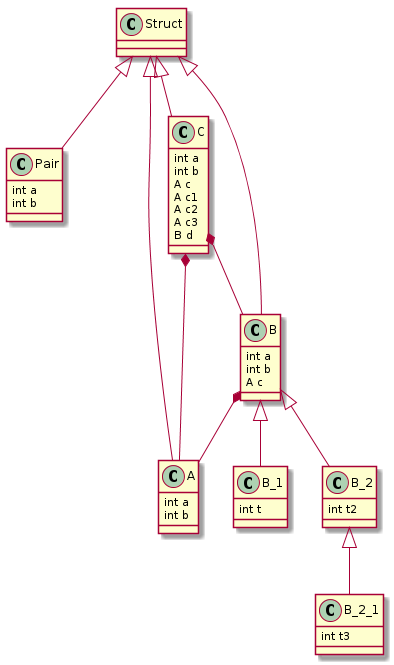 C Struct
C Pair
int a
int b
C C
int a
int b
A c
A c1
A c2
A c3
B d
C B
int a
int b
A c
C A
int a
int b
C B_1
int t
C B_2
int t2
C B_2_1
int t3